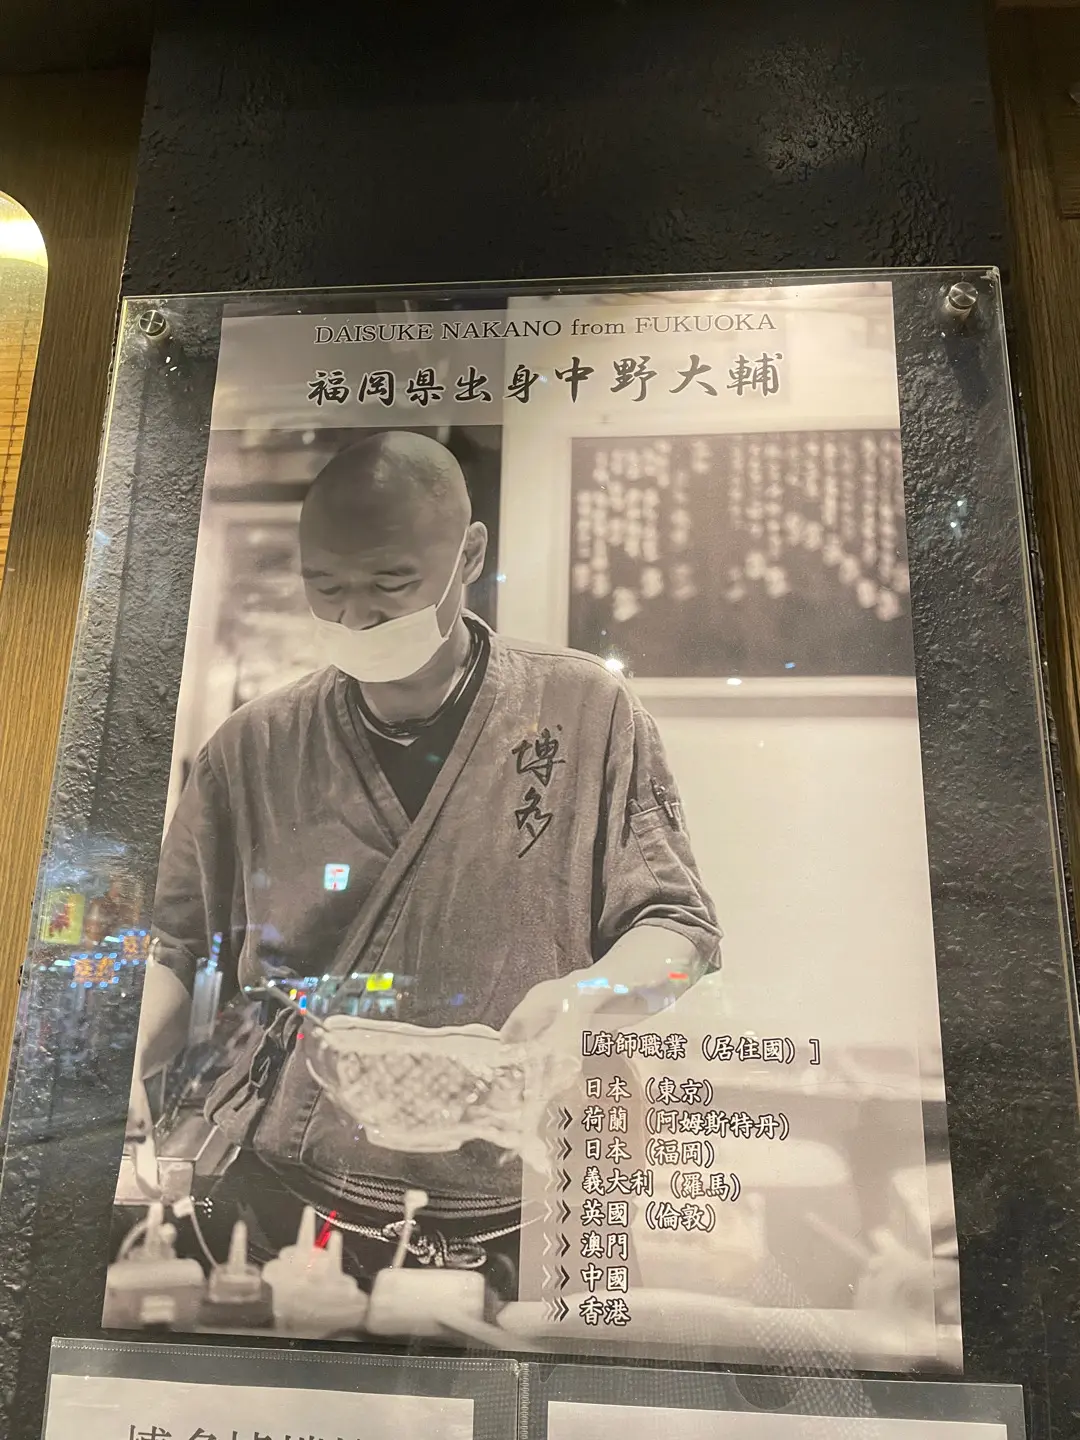 DAISUKE NAKANO from FUKUOKA
福岡県出身中野大輔
博多
[廚師職業（居住國）]
日本（東京）
》荷蘭（阿姆斯特丹）
》日本（福岡）
》義大利（羅馬）
》英國（倫敦）
》澳門
》中國
》香港